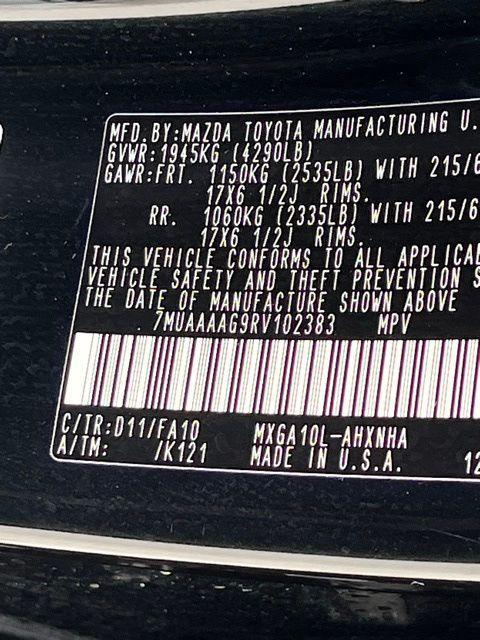 MFD.BY:MAZDA TOYOTA MANUFACTURING U.
GVWR:1945KG (4290LB)
GAWR:FRT. 1150KG (2535LB) WITH 215/6
17X6 1/2J RIMS.
RR. 1060KG (2335LB) WITH 215/6
17X6 1/2J RIMS.
THIS VEHICLE CONFORMS TO ALL APPLICA
VEHICLE SAFETY AND THEFT PREVENTION S
THE DATE OF MANUFACTURE SHOWN ABOVE
7MUAAAAG9RV102383 MPV
C/TR:D11/FA10 MXGA10L-AHXNHA
A/TM: /K121 MADE IN U.S.A. 12